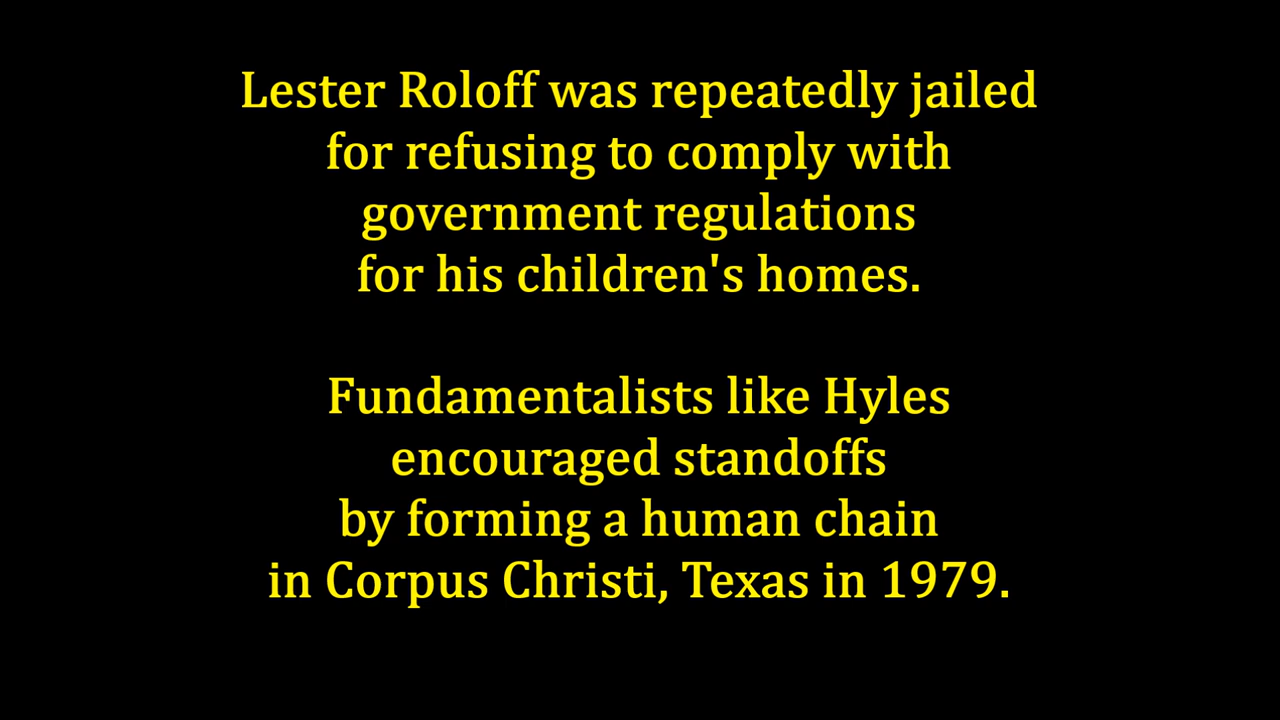 Lester Roloff was repeatedly jailed
for refusing to comply with
government regulations
for his children's homes.
Fundamentalists like Hyles
encouraged standoffs
by forming a human chain
in Corpus Christi, Texas in 1979.